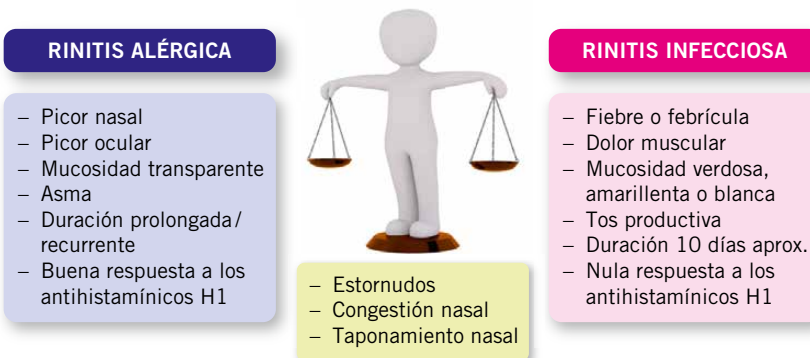 RINITIS ALÉRGICA
– Picor nasal
– Picor ocular
– Mucosidad transparente
– Asma
– Duración prolongada/
recurrente
– Buena respuesta a los
antihistamínicos H1
– Estornudos
– Congestión nasal
– Taponamiento nasal
RINITIS INFECCIOSA
– Fiebre o febrícula
– Dolor muscular
– Mucosidad verdosa,
amarillenta o blanca
– Tos productiva
– Duración 10 días aprox.
– Nula respuesta a los
antihistamínicos H1